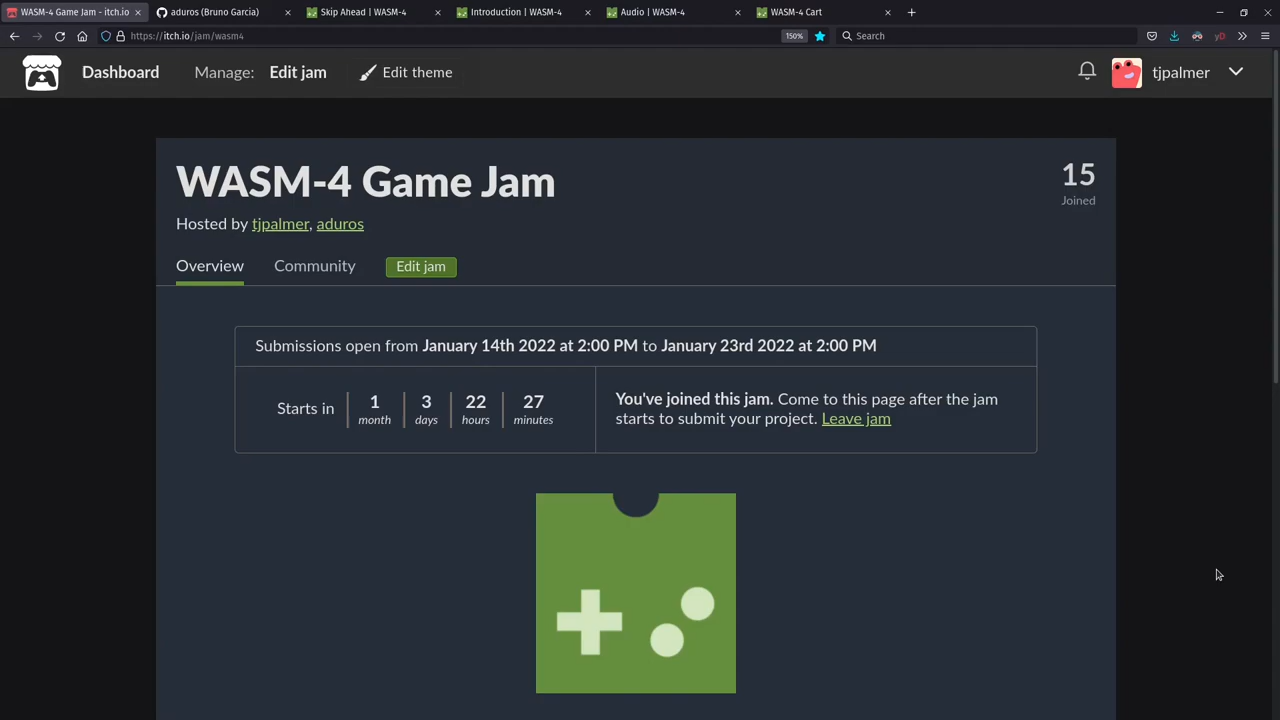 WASM-4 Game Jam - itch.io
aduros (Bruno Garcia)
Skip Ahead | WASM-4
Introduction | WASM-4
Audio | WASM-4
WASM-4 Cart
https://itch.io/jam/wasm4
150%
Search
Dashboard
Manage:
Edit jam
Edit theme
tjpalmer
WASM-4 Game Jam
15
Joined
Hosted by tjpalmer, aduros
Overview
Community
Edit jam
Submissions open from January 14th 2022 at 2:00 PM to January 23rd 2022 at 2:00 PM
Starts in
1
month
3
days
22
hours
27
minutes
You've joined this jam. Come to this page after the jam
starts to submit your project. Leave jam